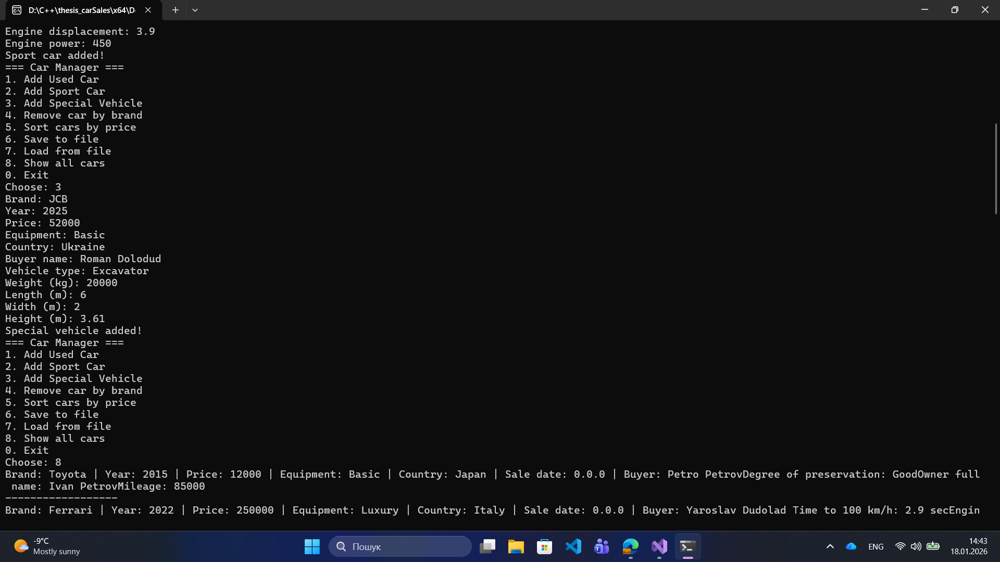 D:\C++\thesis_carSales\x64\D
Engine displacement: 3.9
Engine power: 450
Sport car added!
=== Car Manager ===
1. Add Used Car
2. Add Sport Car
3. Add Special Vehicle
4. Remove car by brand
5. Sort cars by price
6. Save to file
7. Load from file
8. Show all cars
0. Exit
Choose: 3
Brand: JCB
Year: 2025
Price: 52000
Equipment: Basic
Country: Ukraine
Buyer name: Roman Dolodud
Vehicle type: Excavator
Weight (kg): 20000
Length (m): 6
Width (m): 2
Height (m): 3.61
Special vehicle added!
=== Car Manager ===
1. Add Used Car
2. Add Sport Car
3. Add Special Vehicle
4. Remove car by brand
5. Sort cars by price
6. Save to file
7. Load from file
8. Show all cars
0. Exit
Choose: 8
Brand: Toyota | Year: 2015 | Price: 12000 | Equipment: Basic | Country: Japan | Sale date: 0.0.0 | Buyer: Petro PetrovDegree of preservation: GoodOwner full
name: Ivan PetrovMileage: 85000
------------------
Brand: Ferrari | Year: 2022 | Price: 250000 | Equipment: Luxury | Country: Italy | Sale date: 0.0.0 | Buyer: Yaroslav Dudolad Time to 100 km/h: 2.9 secEngin
-9°C
Mostly sunny
Пошук
ENG
14:43
18.01.2026